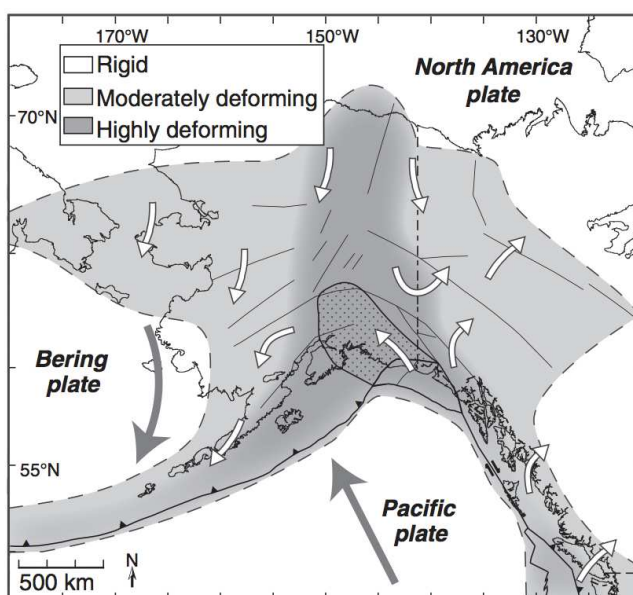 170°W
150°W
130°W
Rigid
Moderately deforming
Highly deforming
North America
plate
70°N
Bering
plate
55°N
Pacific
plate
N
500 km